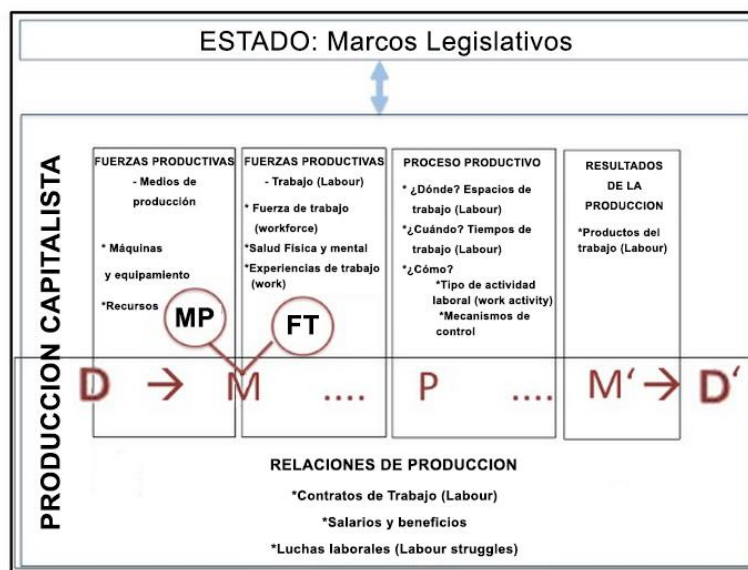 ESTADO: Marcos Legislativos
PRODUCCION CAPITALISTA
FUERZAS PRODUCTIVAS
- Medios de
producción
* Máquinas
y equipamiento
*Recursos
FUERZAS PRODUCTIVAS
- Trabajo (Labour)
* Fuerza de trabajo
(workforce)
*Salud Física y mental
*Experiencias de trabajo
(work)
PROCESO PRODUCTIVO
* ¿Dónde? Espacios de
trabajo (Labour)
*¿Cuándo? Tiempos de
trabajo (Labour)
*¿Cómo?
*Tipo de actividad
laboral (work activity)
*Mecanismos de
control
RESULTADOS
DE LA
PRODUCCION
*Productos del
trabajo (Labour)
MP
FT
D → M .... P .... M‘ → D‘
RELACIONES DE PRODUCCION
*Contratos de Trabajo (Labour)
*Salarios y beneficios
*Luchas laborales (Labour struggles)